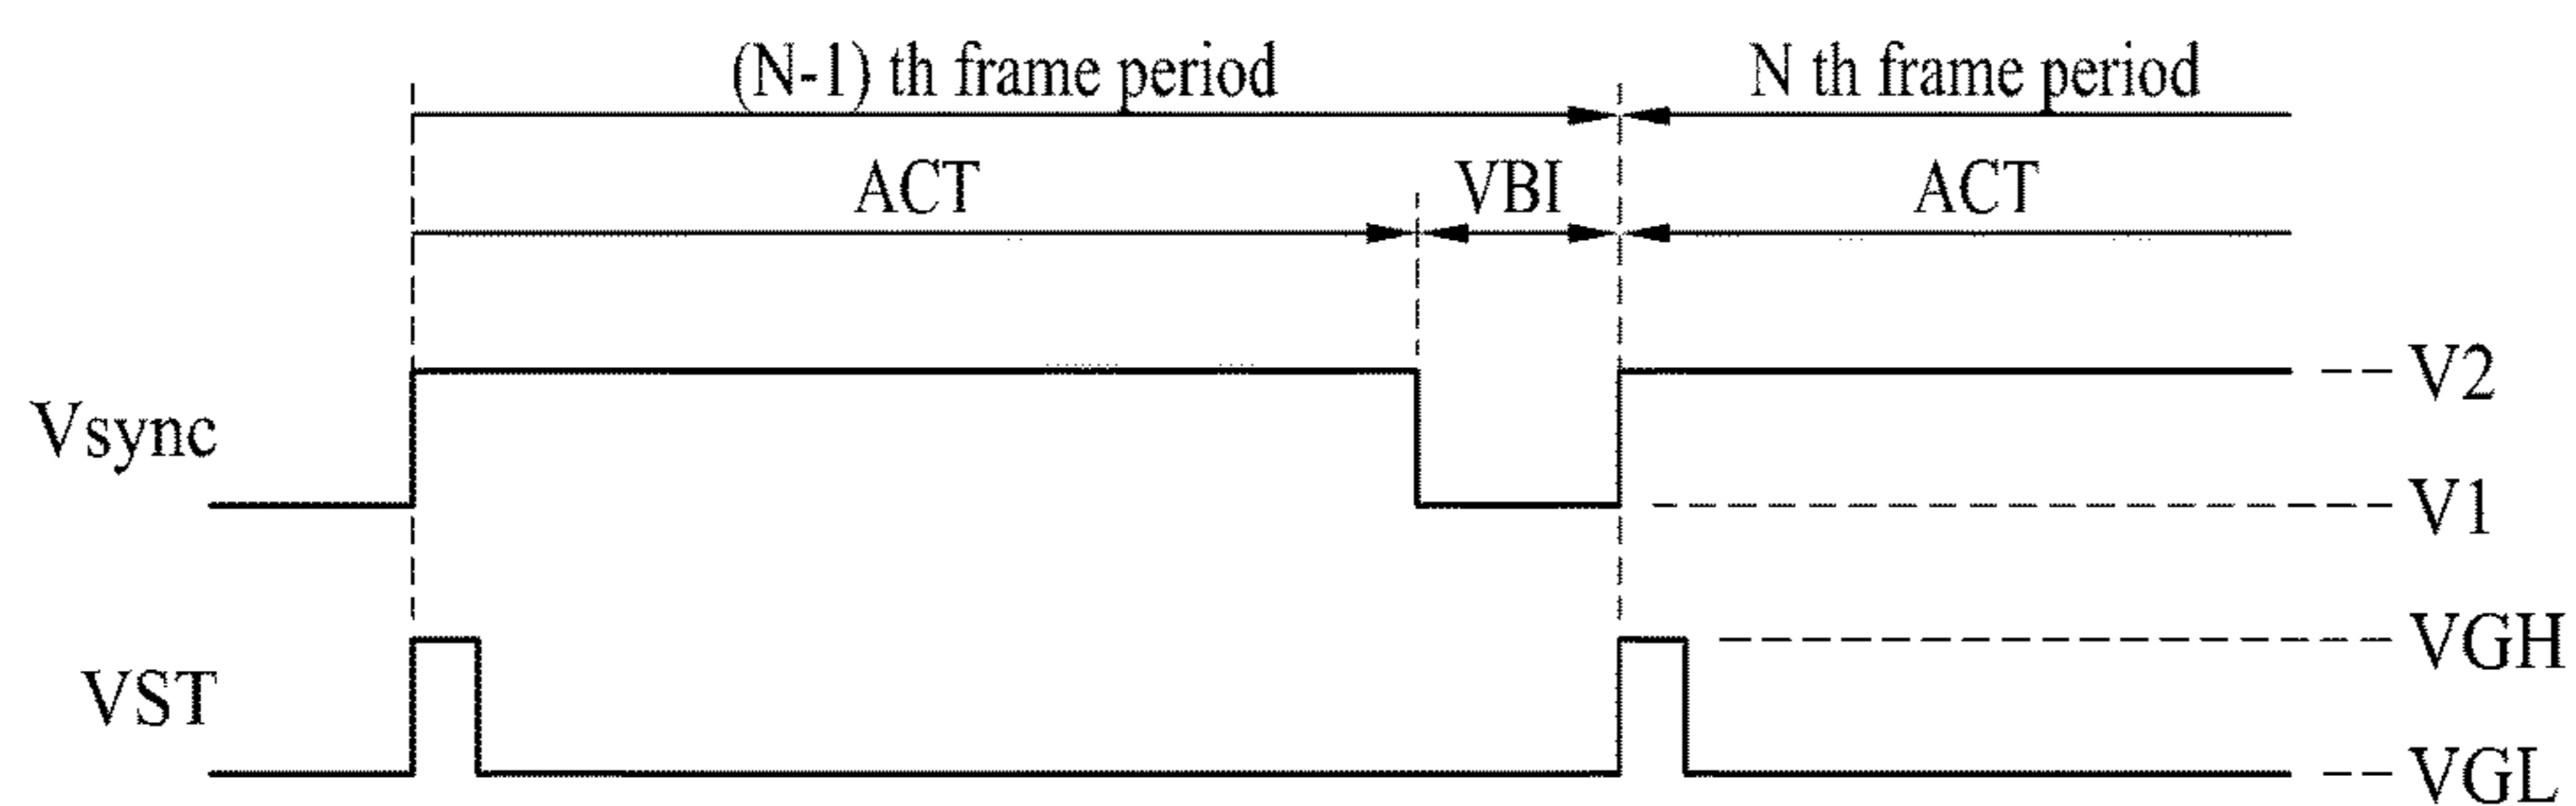 (N-1) th frame period N th frame period
ACT VBI ACT
V2
Vsync
V1
VGH
VST
VGL